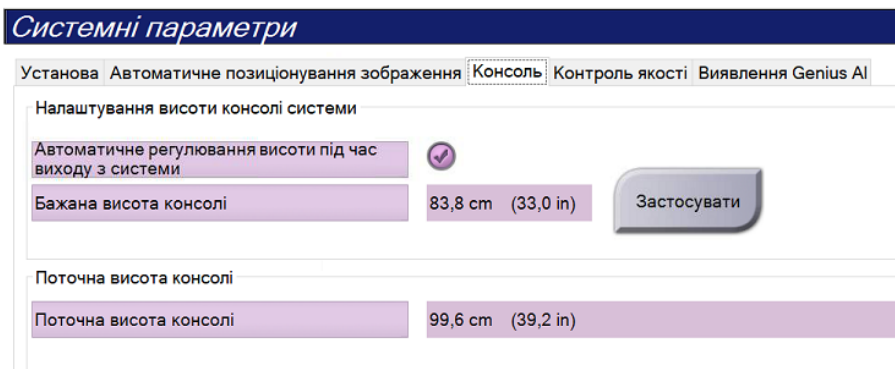 Системні параметри
Установа Автоматичне позиціонування зображення Консоль Контроль якості Виявлення Genius AI
Налаштування висоти консолі системи
Автоматичне регулювання висоти під час
виходу з системи
Бажана висота консолі 83,8 cm (33,0 in) Застосувати
Поточна висота консолі
Поточна висота консолі 99,6 cm (39,2 in)